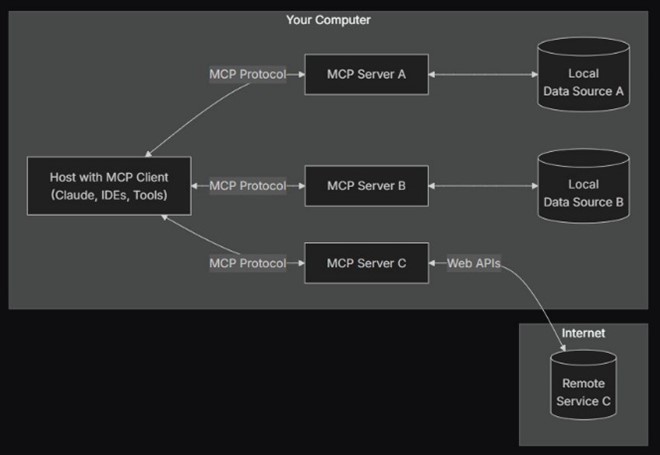 Your Computer
MCP Protocol
MCP Server A
Local
Data Source A
Host with MCP Client
(Claude, IDEs, Tools)
MCP Protocol
MCP Server B
Local
Data Source B
MCP Protocol
MCP Server C
Web APIs
Internet
Remote
Service C